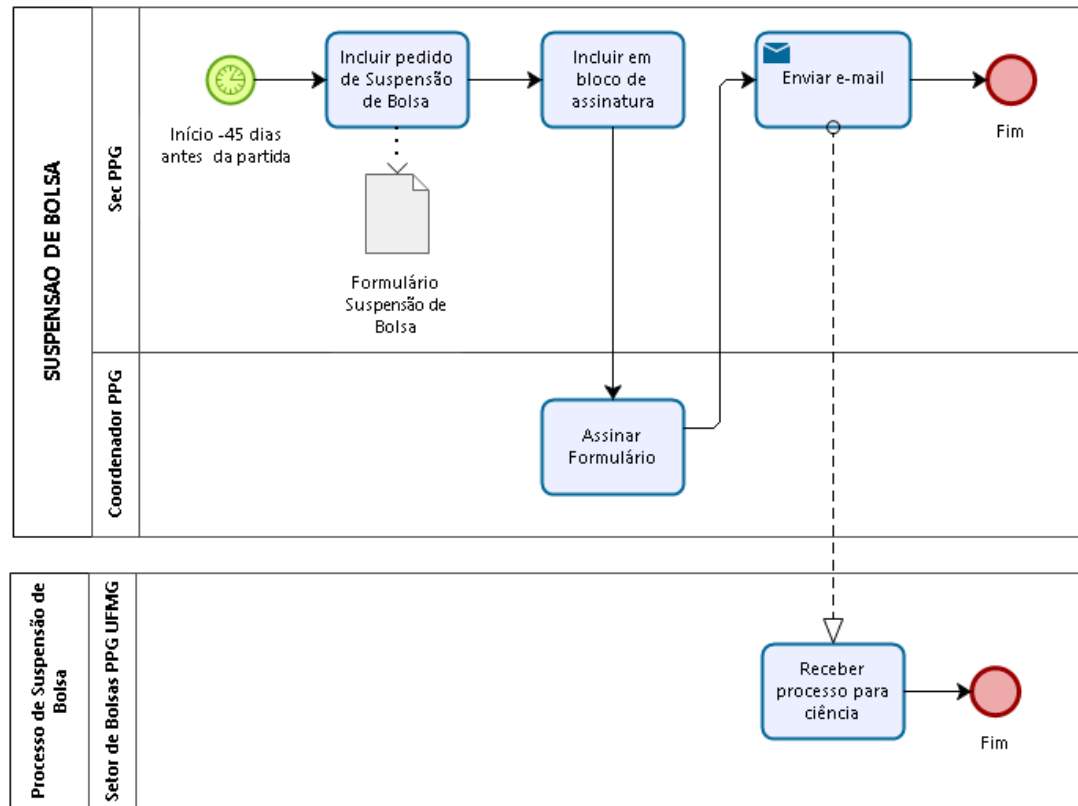 SUSPENSAO DE BOLSA
Sec PPG
Início -45 dias
antes da partida
Incluir pedido
de Suspensão
de Bolsa
Formulário
Suspensão de
Bolsa
Incluir em
bloco de
assinatura
Enviar e-mail
Fim
Coordenador PPG
Assinar
Formulário
Processo de Suspensão de
Bolsa
Setor de Bolsas PPG UFMG
Receber
processo para
ciência
Fim